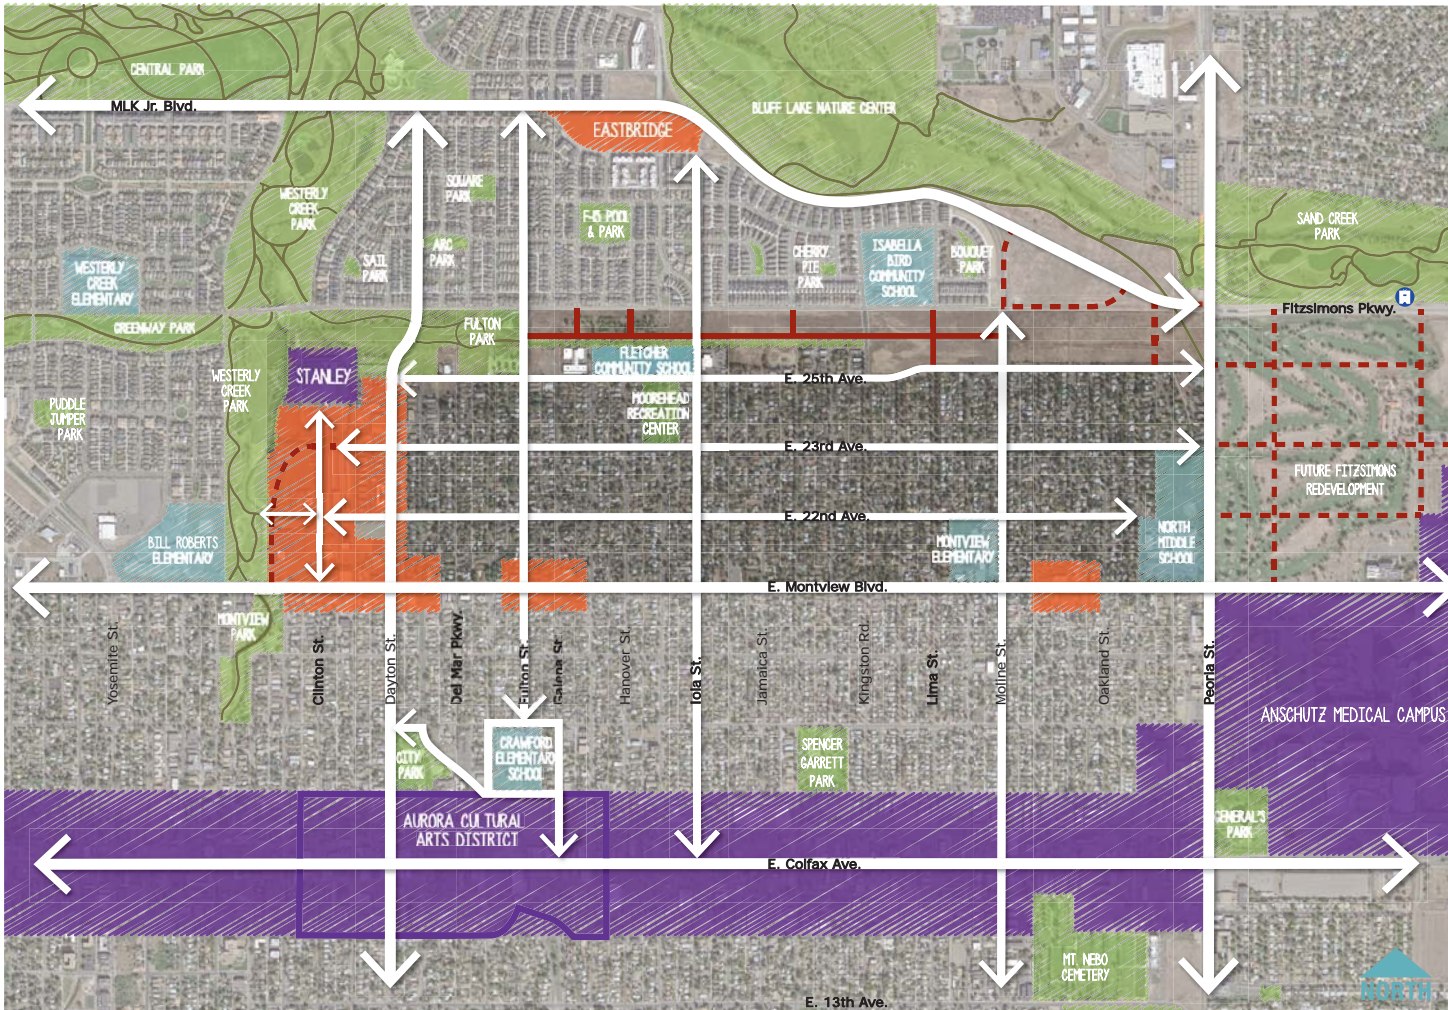 CENTRAL PARK
MLK Jr. Blvd.
BLUFF LAKE NATURE CENTER
EASTBRIDGE
SQUARE
PARK
WESTERLY
CREEK
PARK
F-15 POOL
& PARK
SAND CREEK
PARK
ARC
PARK
SAIL
PARK
CHERRY
PIE
PARK
ISABELLA
BIRD
COMMUNITY
SCHOOL
BOUQUET
PARK
WESTERLY
CREEK
ELEMENTARY
Fitzsimons Pkwy.
GREENWAY PARK
FULTON
PARK
FLETCHER
COMMUNITY SCHOOL
STANLEY
WESTERLY
CREEK
PARK
E. 25th Ave.
PUDDLE
JUMPER
PARK
MOOREHEAD
RECREATION
CENTER
E. 23rd Ave.
FUTURE FITZSIMONS
REDEVELOPMENT
E. 22nd Ave.
BILL ROBERTS
ELEMENTARY
MONTVIEW
ELEMENTARY
NORTH
MIDDLE
SCHOOL
E. Montview Blvd.
MONTVIEW
PARK
Yosemite St.
Clinton St.
Dayton St.
Del Mar Pkwy.
Fulton St.
Galena St.
Hanover St.
Iola St.
Jamaica St.
Kingston Rd.
Lima St.
Moline St.
Oakland St.
Peoria St.
ANSCHUTZ MEDICAL CAMPUS
CITY
PARK
CRAWFORD
ELEMENTARY
SCHOOL
SPENCER
GARRETT
PARK
AURORA CULTURAL
ARTS DISTRICT
GENERAL'S
PARK
E. Colfax Ave.
MT. NEBO
CEMETERY
NORTH
E. 13th Ave.